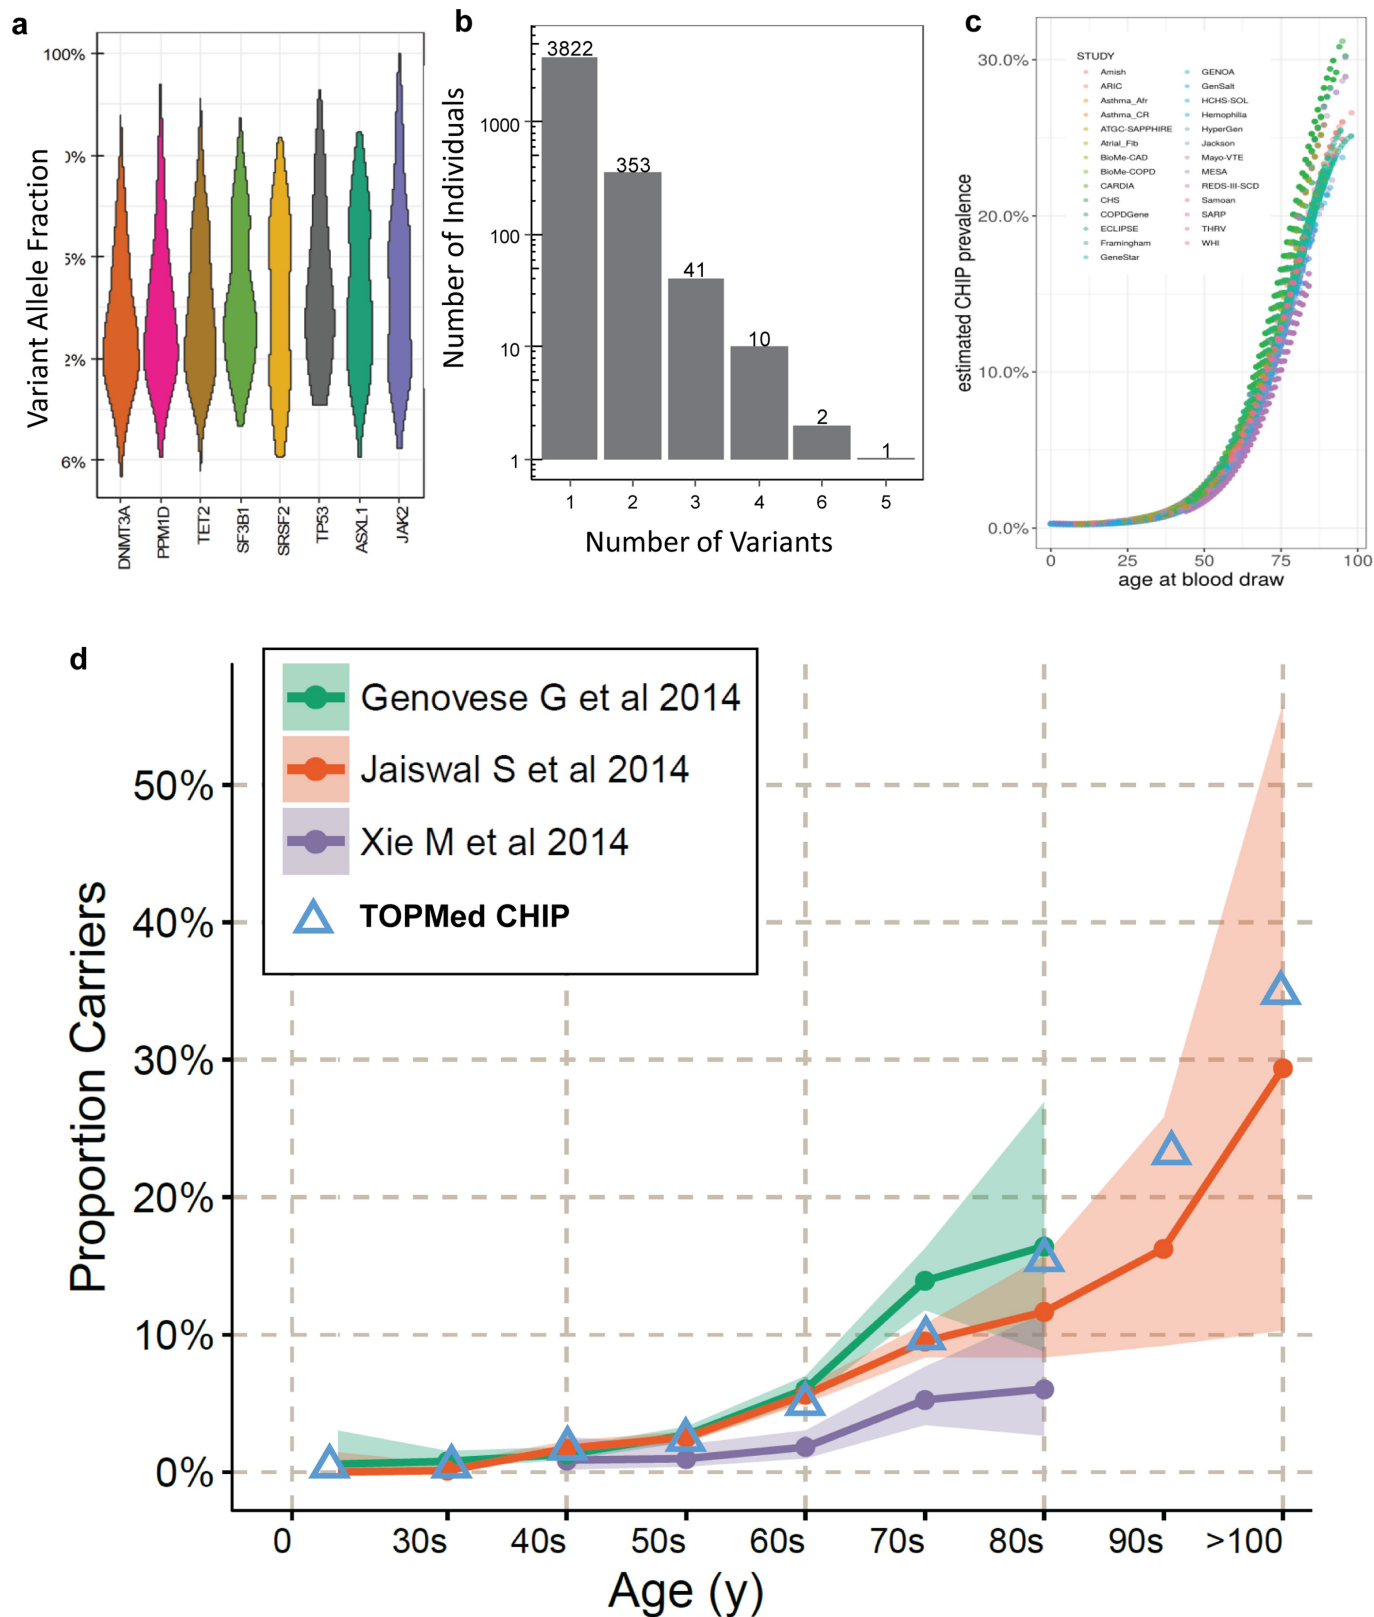 a
Variant Allele Fraction
100%
0%
5%
2%
6%
DNMT3A
PPM1D
TET2
SF3B1
SRSF2
TP53
ASXL1
JAK2
b
Number of Individuals
1000
100
10
1
3822
353
41
10
2
1
1 2 3 4 6 5
Number of Variants
c
estimated CHIP prevalence
30.0%
20.0%
10.0%
0.0%
STUDY
Amish
ARIC
Asthma_Afr
Asthma_CR
ATGC-SAPPHIRE
Atrial_Fib
BioMe-CAD
BioMe-COPD
CARDIA
CHS
COPDGene
ECLIPSE
Framingham
GeneStar
GENOA
GenSalt
HCHS-SOL
Hemophilia
HyperGen
Jackson
Mayo-VTE
MESA
REDS-III-SCD
Samoan
SARP
THRV
WHI
0 25 50 75 100
age at blood draw
d
Genovese G et al 2014
Jaiswal S et al 2014
Xie M et al 2014
TOPMed CHIP
Proportion Carriers
50%
40%
30%
20%
10%
0%
0 30s 40s 50s 60s 70s 80s 90s >100
Age (y)